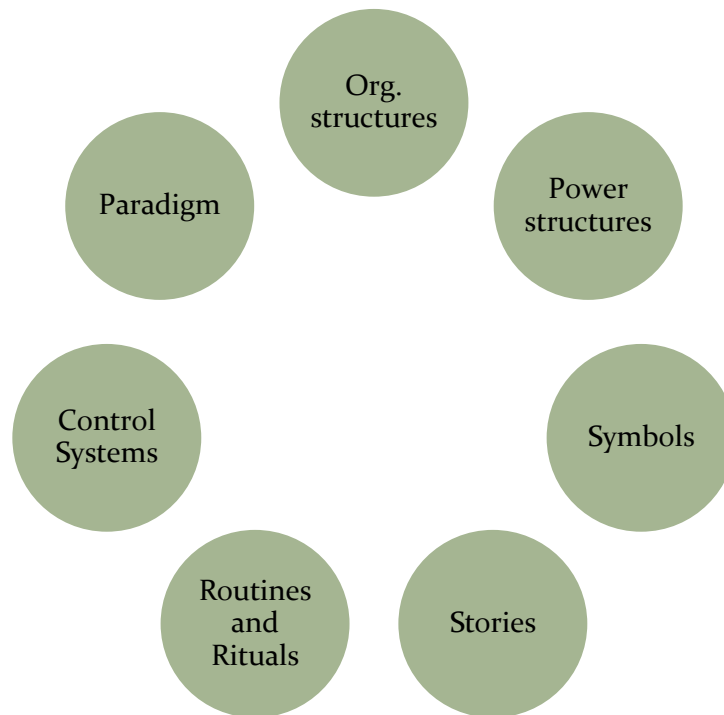 Org.
structures
Power
structures
Symbols
Stories
Routines
and
Rituals
Control
Systems
Paradigm